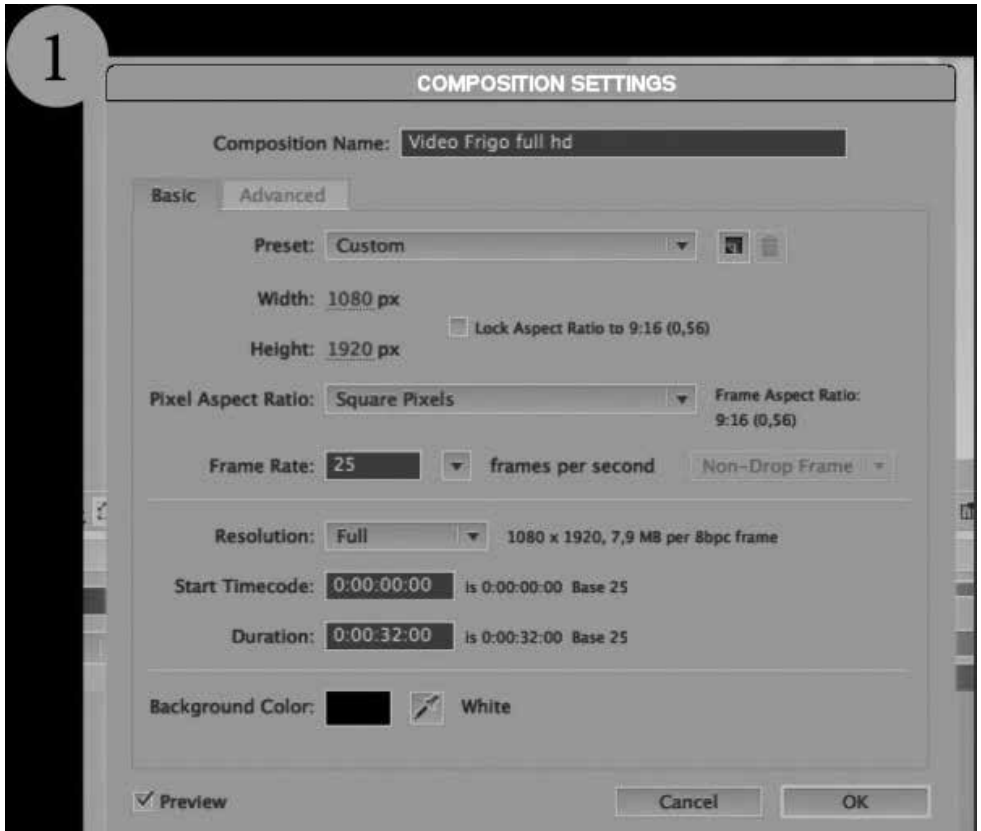 1
COMPOSITION SETTINGS
Composition Name: Video Frigo full hd
Basic Advanced
Preset: Custom
Width: 1080 px
Lock Aspect Ratio to 9:16 (0,56)
Height: 1920 px
Pixel Aspect Ratio: Square Pixels
Frame Aspect Ratio:
9:16 (0,56)
Frame Rate: 25 frames per second Non-Drop Frame
Resolution: Full 1080 x 1920, 7,9 MB per 8bpc frame
Start Timecode: 0:00:00:00 is 0:00:00:00 Base 25
Duration: 0:00:32:00 is 0:00:32:00 Base 25
Background Color: White
Preview Cancel OK